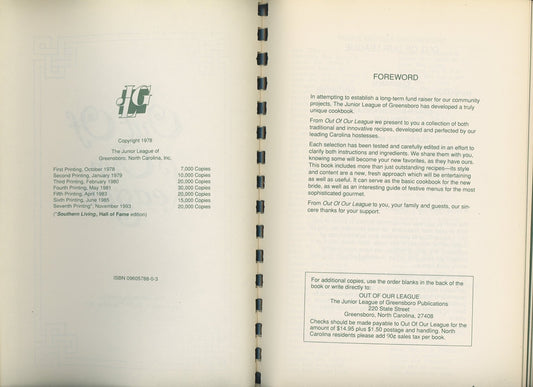 JLG
Copyright 1978
The Junior League of
Greensboro, North Carolina, Inc.
First Printing, October 1978 7,000 Copies
Second Printing, January 1979 10,000 Copies
Third Printing, February 1980 20,000 Copies
Fourth Printing, May 1981 30,000 Copies
Fifth Printing, April 1983 20,000 Copies
Sixth Printing, June 1985 15,000 Copies
Seventh Printing*, November 1993 20,000 Copies
(*Southern Living, Hall of Fame edition)
ISBN 09605788-0-3
FOREWORD
In attempting to establish a long-term fund raiser for our community
projects, The Junior League of Greensboro has developed a truly
unique cookbook.
From Out Of Our League we present to you a collection of both
traditional and innovative recipes, developed and perfected by our
leading Carolina hostesses.
Each selection has been tested and carefully edited in an effort to
clarify both instructions and ingredients. We share them with you,
knowing some will become your new favorites, as they have ours.
This book includes more than just outstanding recipes—its style
and content are a new, fresh approach which will be entertaining
as well as useful. It can serve as the basic cookbook for the new
bride, as well as an interesting guide of festive menus for the most
sophisticated gourmet.
From Out Of Our League to you, your family and guests, our sin-
cere thanks for your support.
For additional copies, use the order blanks in the back of the
book or write directly to:
OUT OF OUR LEAGUE
The Junior League of Greensboro Publications
220 State Street
Greensboro, North Carolina, 27408
Checks should be made payable to Out Of Our League for the
amount of $14.95 plus $1.50 postage and handling. North
Carolina residents please add 90¢ sales tax per book.